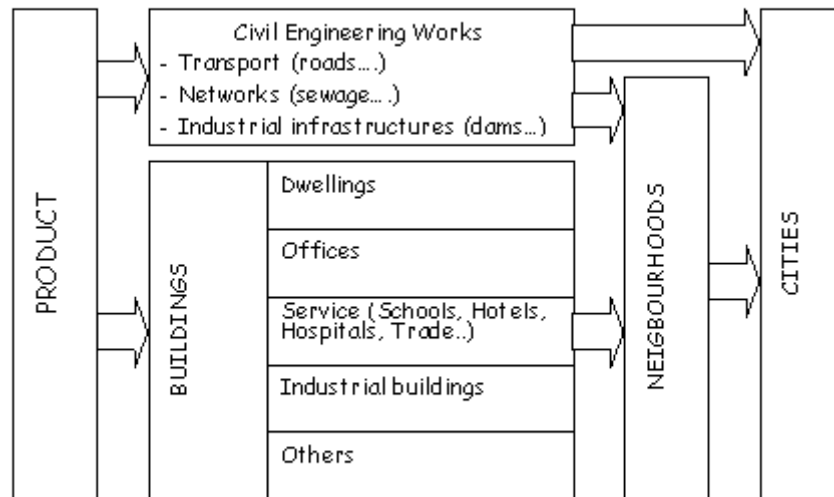 PRODUCT
Civil Engineering Works
- Transport (roads....)
- Networks (sewage....)
- Industrial infrastructures (dams...)
BUILDINGS
Dwellings
Offices
Service (Schools, Hotels,
Hospitals, Trade..)
Industrial buildings
Others
NEIGBOURHOODS
CITIES